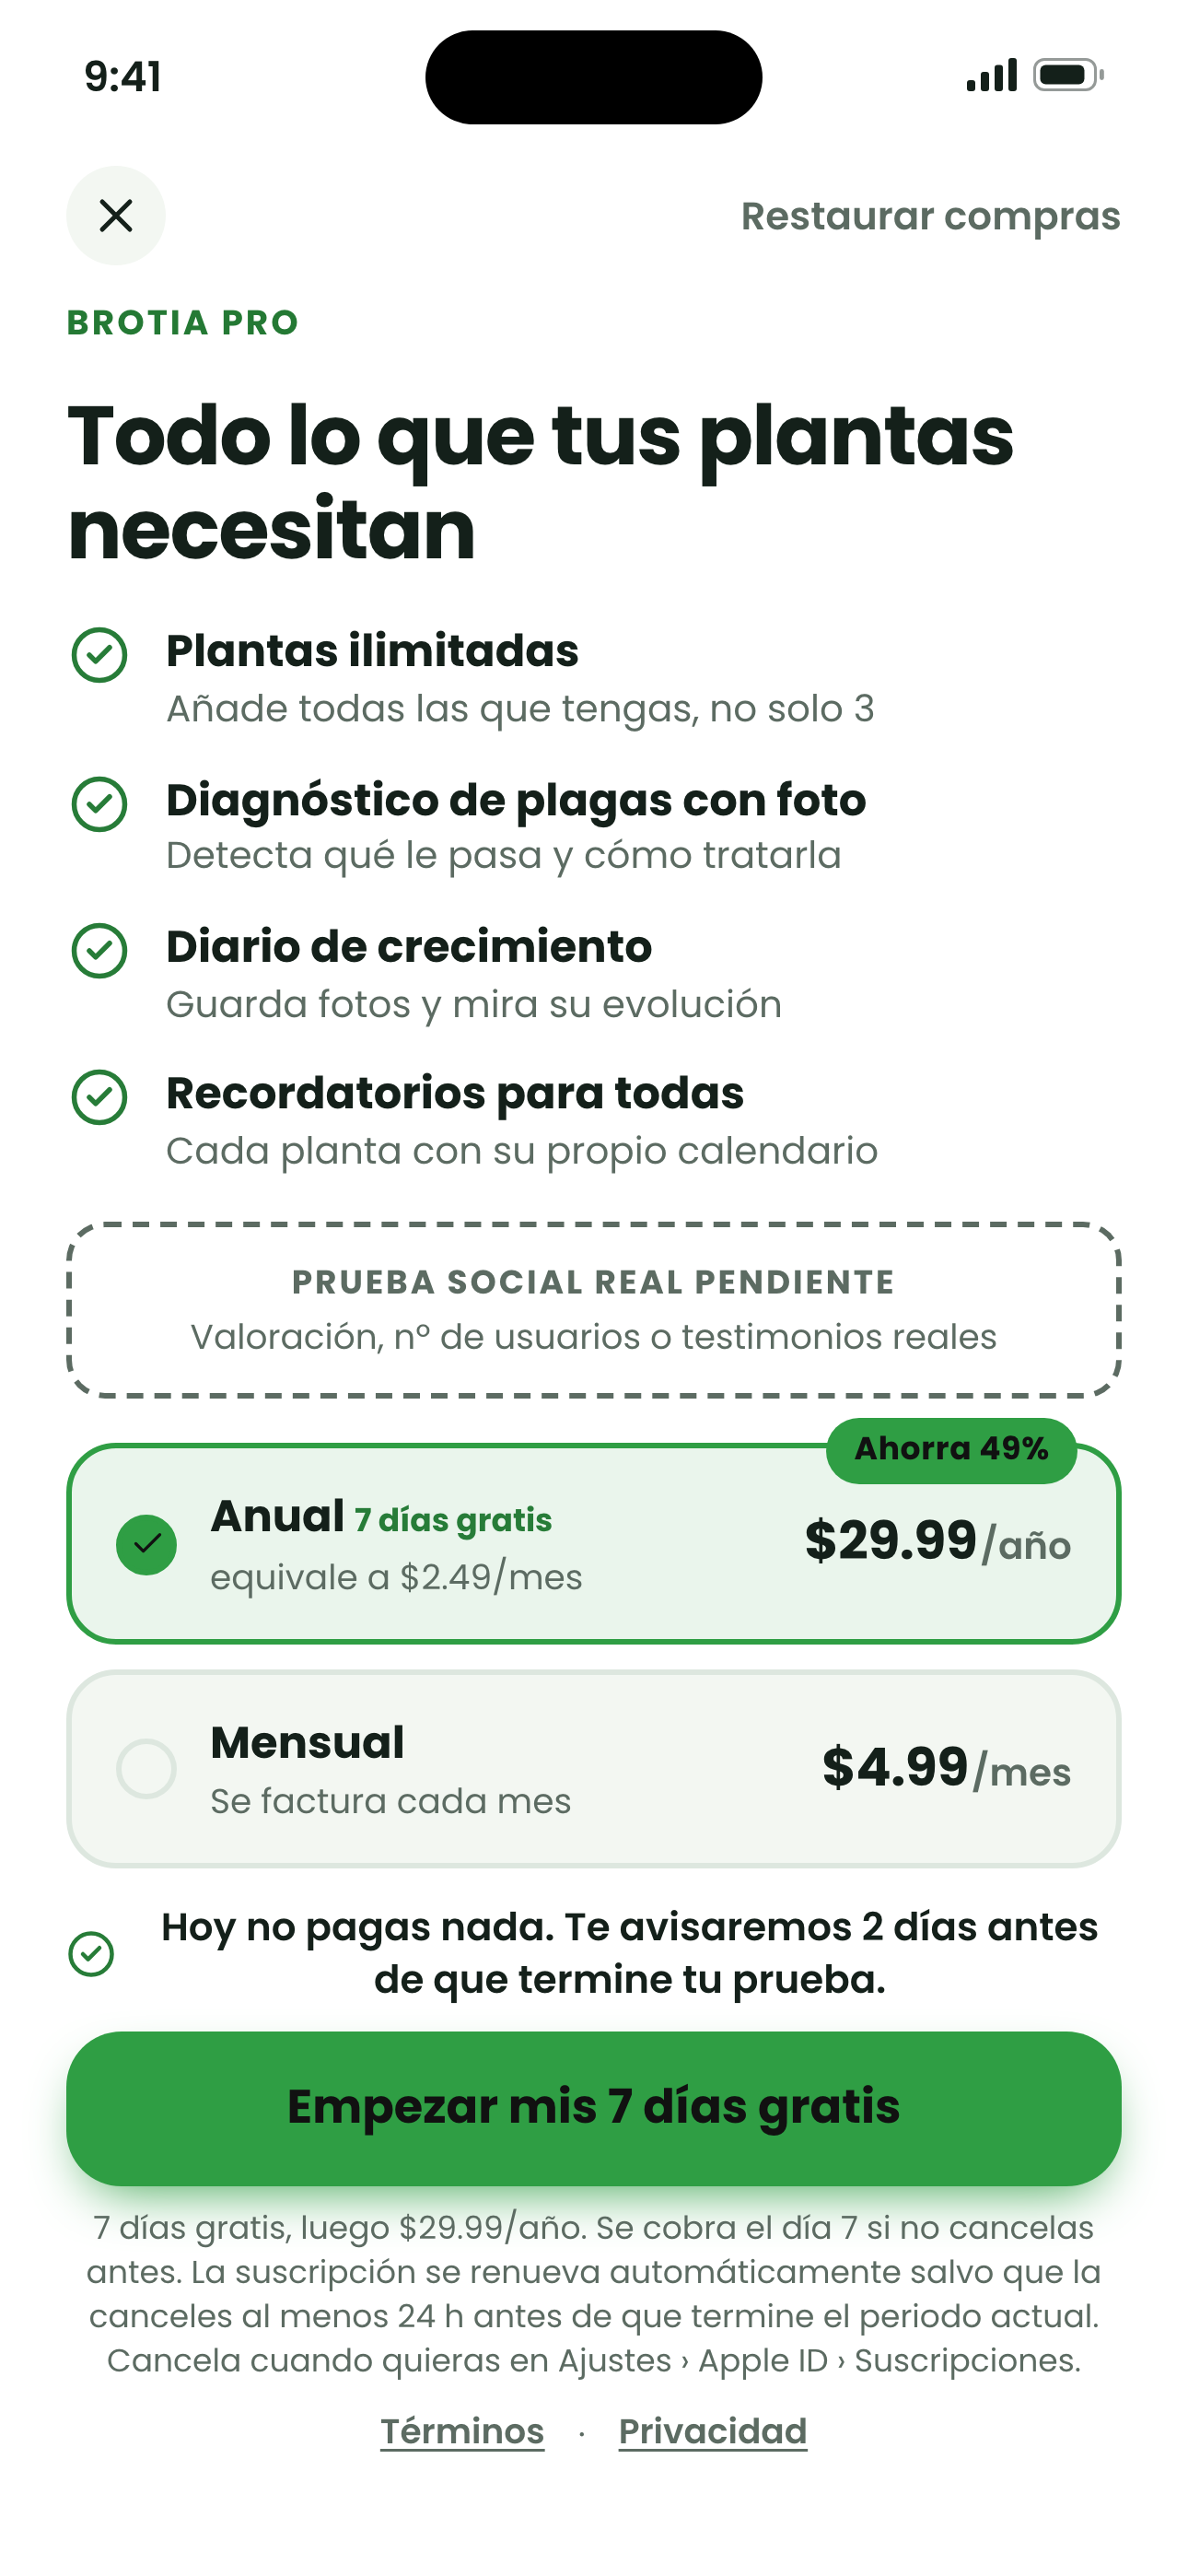 9:41
Restaurar compras
BROTIA PRO
Todo lo que tus plantas
necesitan
Plantas ilimitadas
Añade todas las que tengas, no solo 3
Diagnóstico de plagas con foto
Detecta qué le pasa y cómo tratarla
Diario de crecimiento
Guarda fotos y mira su evolución
Recordatorios para todas
Cada planta con su propio calendario
PRUEBA SOCIAL REAL PENDIENTE
Valoración, nº de usuarios o testimonios reales
Ahorra 49%
Anual 7 días gratis
equivale a $2.49/mes
$29.99/año
Mensual
Se factura cada mes
$4.99/mes
Hoy no pagas nada. Te avisaremos 2 días antes
de que termine tu prueba.
Empezar mis 7 días gratis
7 días gratis, luego $29.99/año. Se cobra el día 7 si no cancelas
antes. La suscripción se renueva automáticamente salvo que la
canceles al menos 24 h antes de que termine el periodo actual.
Cancela cuando quieras en Ajustes › Apple ID › Suscripciones.
Términos · Privacidad